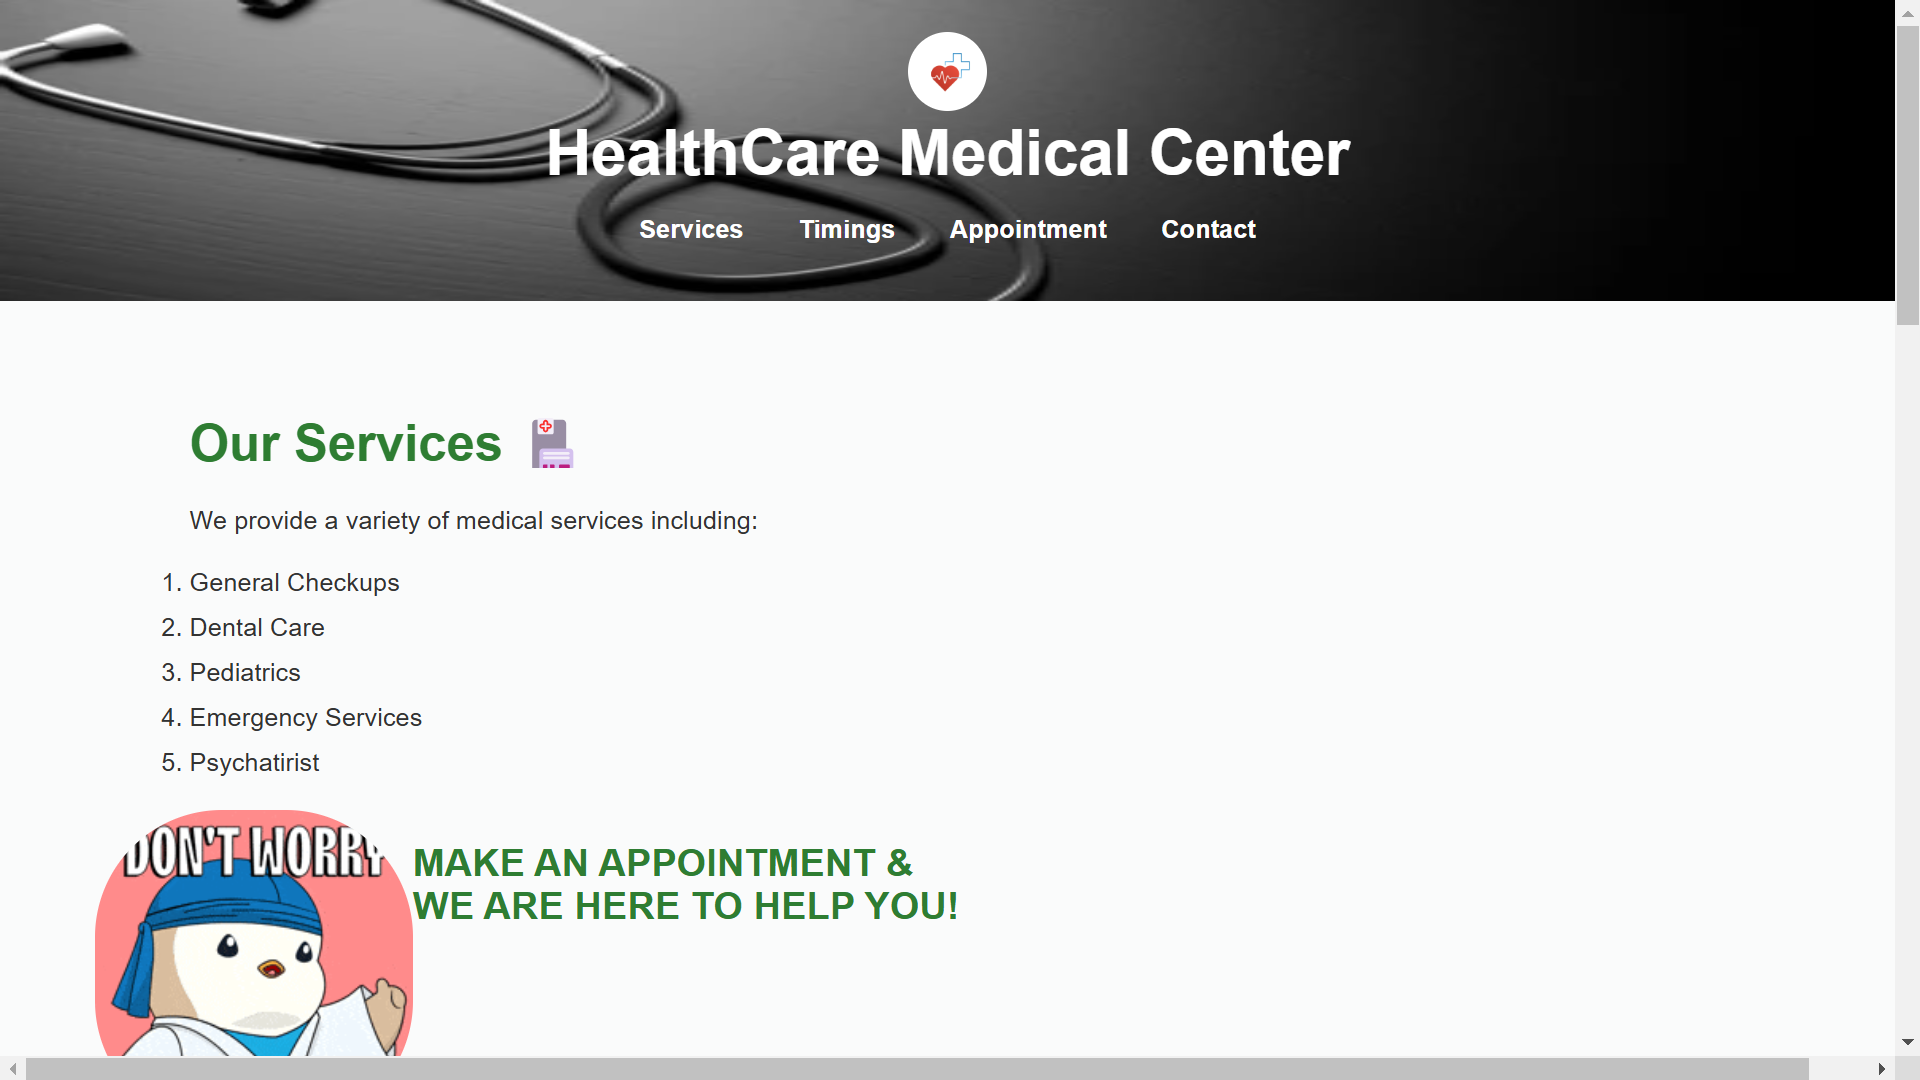 HealthCare Medical Center
Services Timings Appointment Contact
Our Services
We provide a variety of medical services including:
1. General Checkups
2. Dental Care
3. Pediatrics
4. Emergency Services
5. Psychatirist
DON'T WORRY
MAKE AN APPOINTMENT &
WE ARE HERE TO HELP YOU!